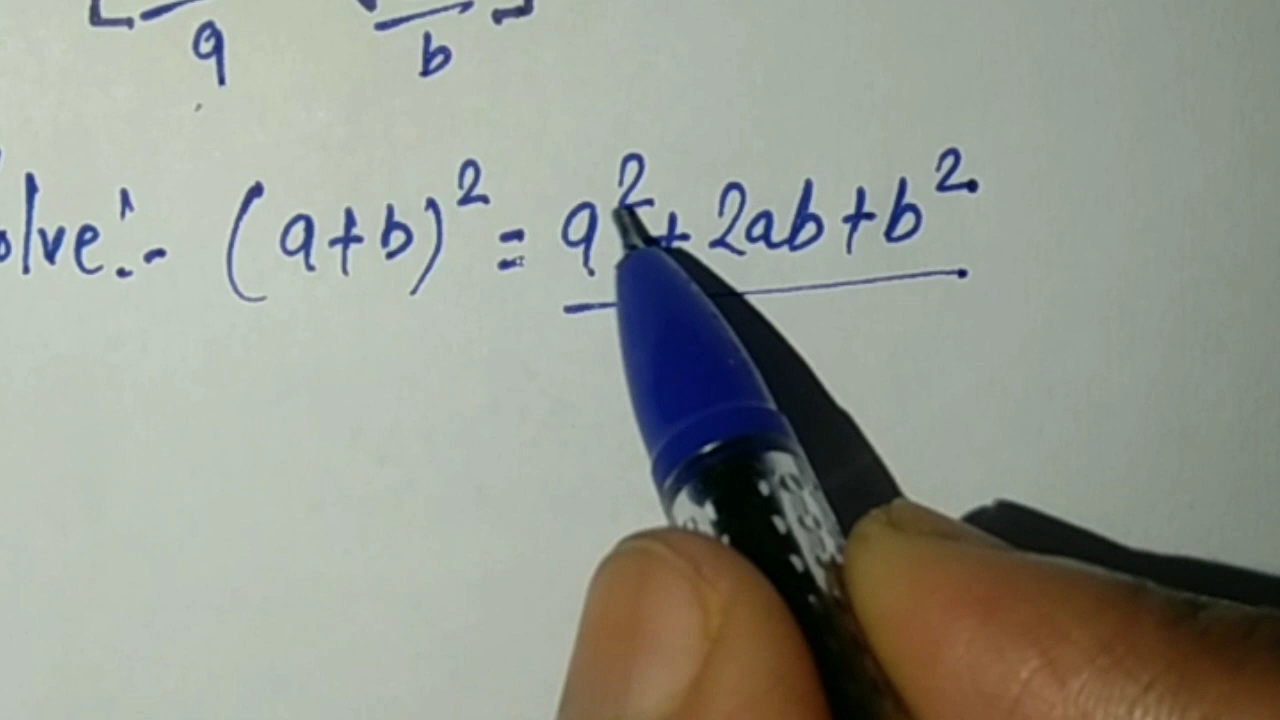 a b
olve:- (a+b)² = a² + 2ab + b²